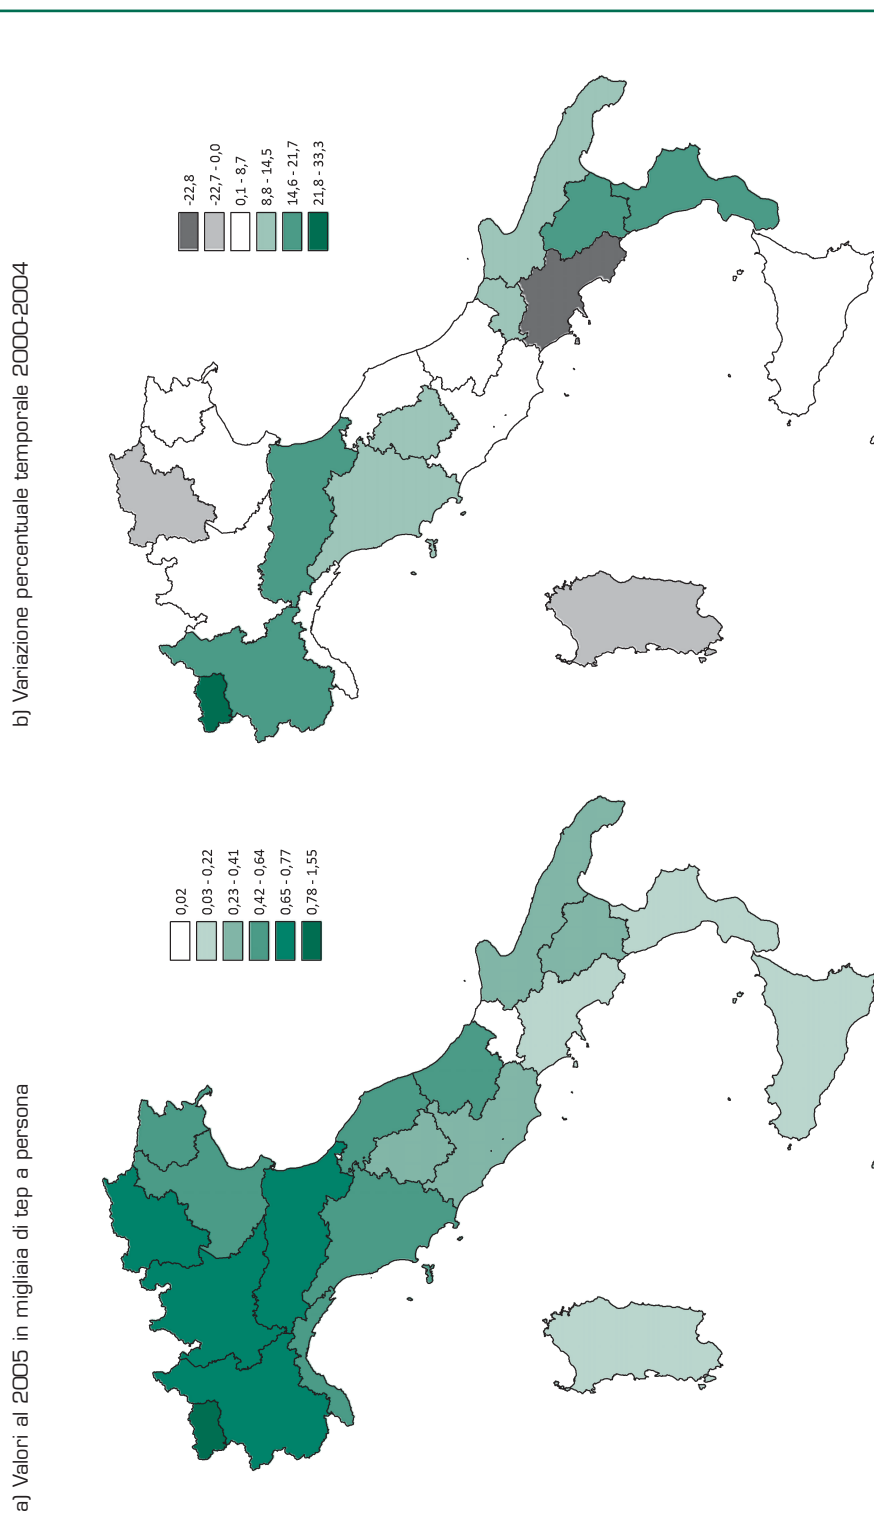 a) Valori al 2005 in migliaia di tep a persona
0,02
0,03 - 0,22
0,23 - 0,41
0,42 - 0,64
0,65 - 0,77
0,78 - 1,55
b) Variazione percentuale temporale 2000-2004
-22,8
-22,7 - 0,0
0,1 - 8,7
8,8 - 14,5
14,6 - 21,7
21,8 - 33,3